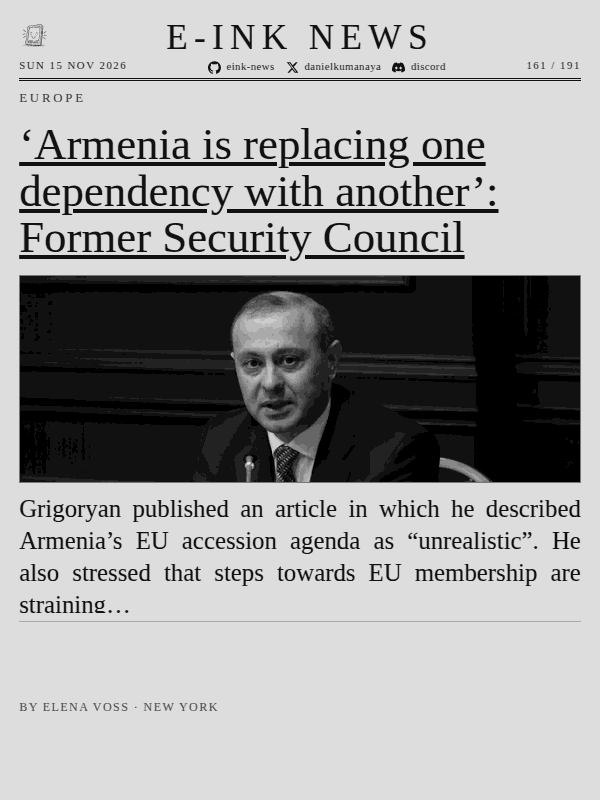 E-INK NEWS
SUN 15 NOV 2026
eink-news danielkumanaya discord
161 / 191
EUROPE
‘Armenia is replacing one
dependency with another’:
Former Security Council
Grigoryan published an article in which he described
Armenia’s EU accession agenda as “unrealistic”. He
also stressed that steps towards EU membership are
straining…
BY ELENA VOSS · NEW YORK